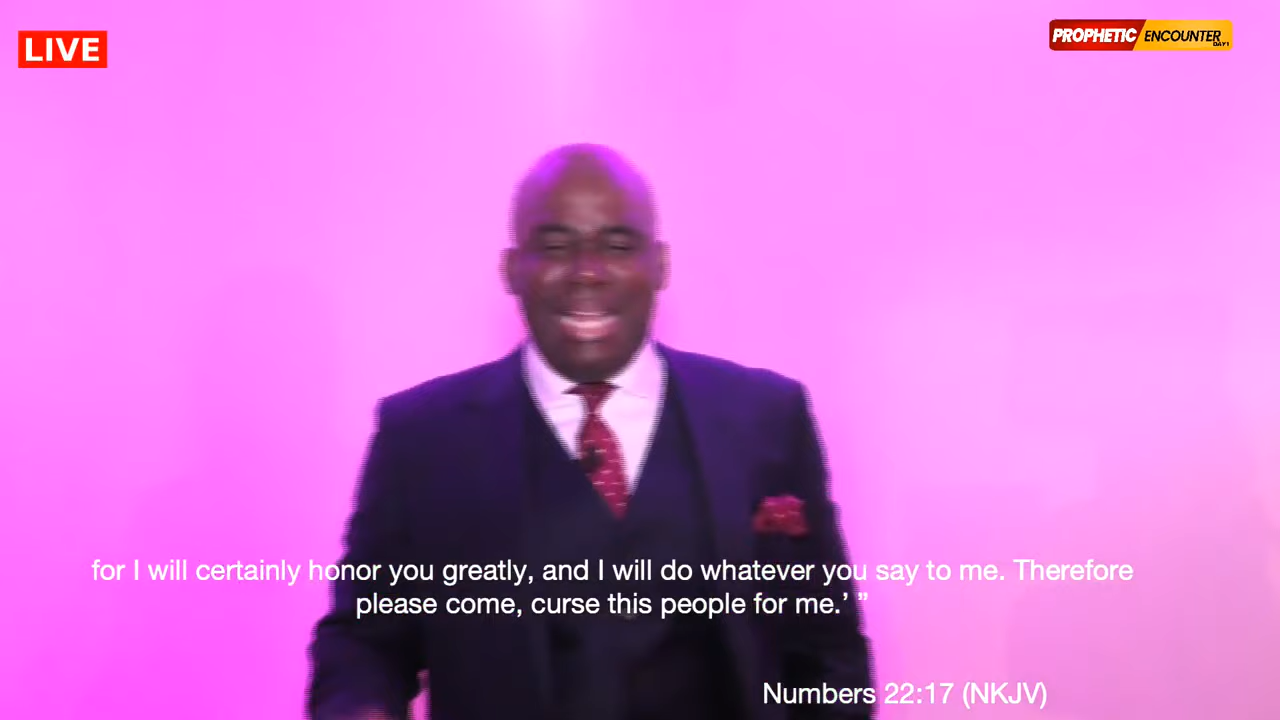 LIVE
PROPHETIC ENCOUNTER
DAY1
for I will certainly honor you greatly, and I will do whatever you say to me. Therefore
please come, curse this people for me.’ ”
Numbers 22:17 (NKJV)